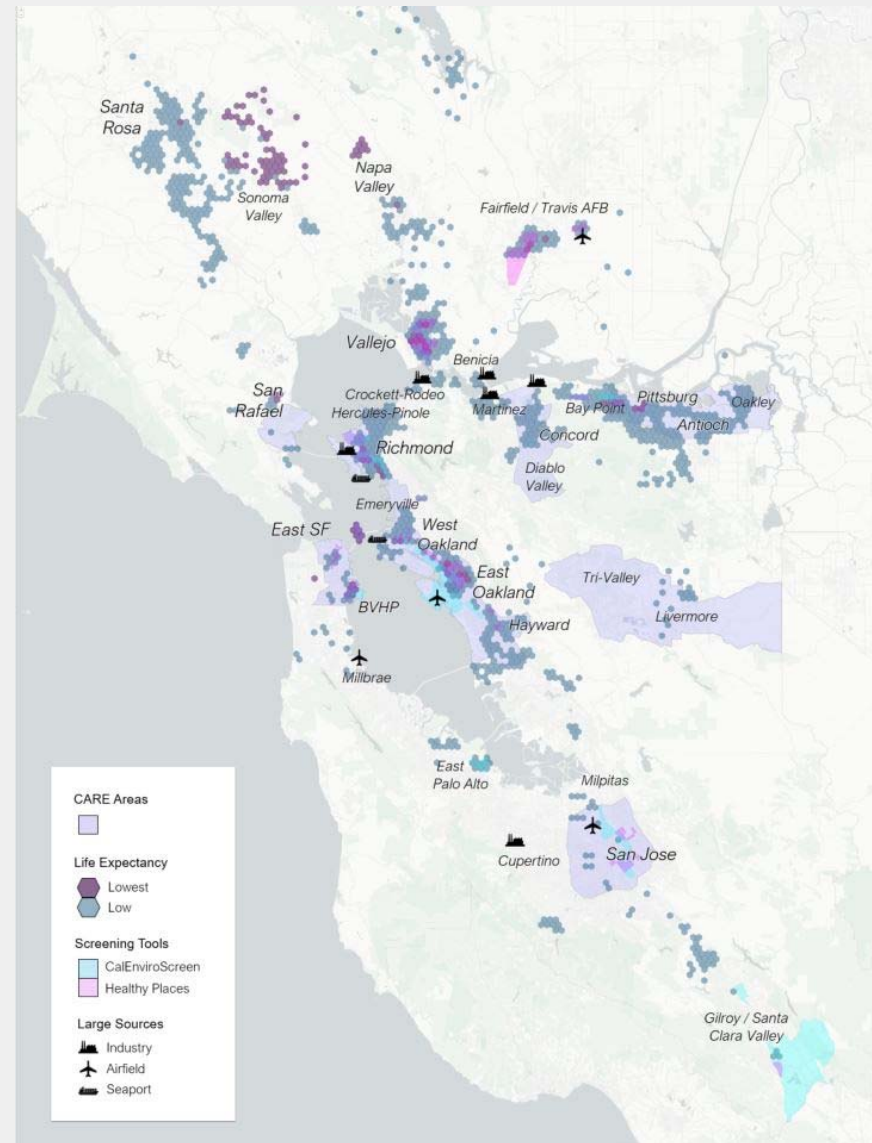 Santa
Rosa
Sonoma
Valley
Napa
Valley
Fairfield / Travis AFB
Vallejo
Benicia
San
Rafael
Crockett-Rodeo
Hercules-Pinole
Martinez
Bay Point
Pittsburg
Oakley
Antioch
Concord
Richmond
Diablo
Valley
Emeryville
East SF
West
Oakland
East
Oakland
Tri-Valley
Livermore
BVHP
Hayward
Millbrae
East
Palo Alto
Milpitas
Cupertino
San Jose
Gilroy / Santa
Clara Valley
CARE Areas
Life Expectancy
Lowest
Low
Screening Tools
CalEnviroScreen
Healthy Places
Large Sources
Industry
Airfield
Seaport